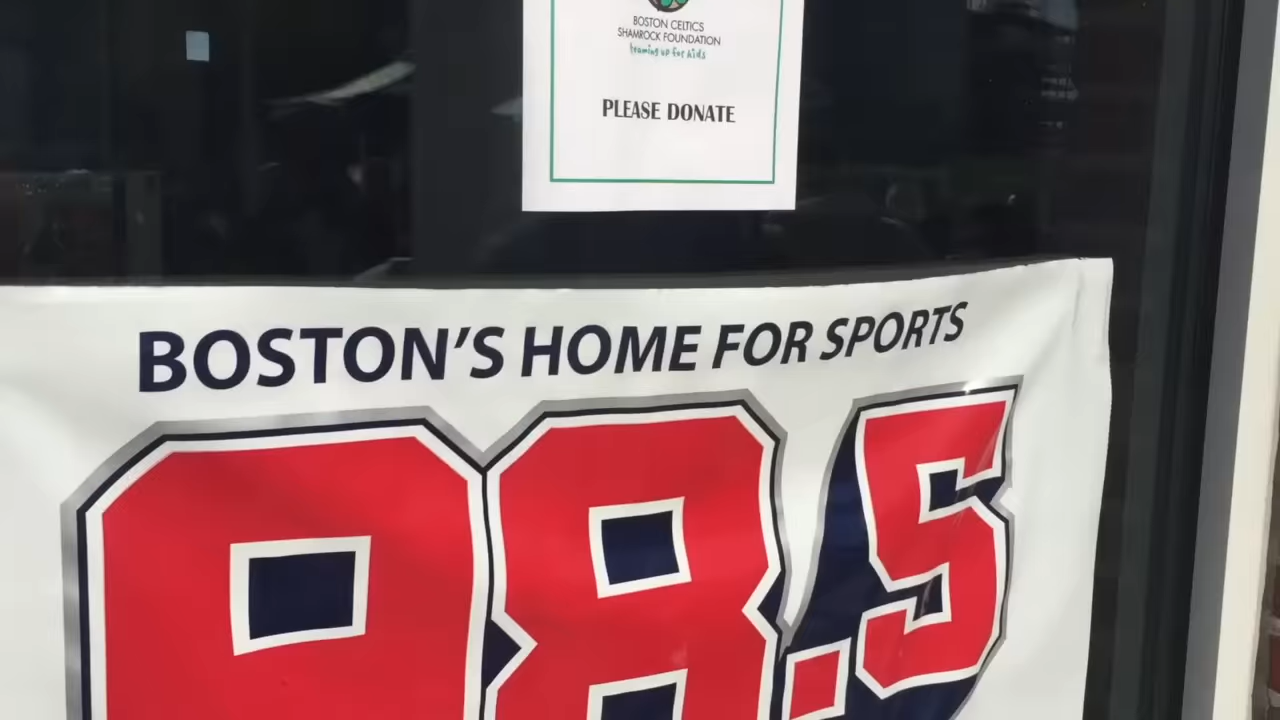 BOSTON CELTICS
SHAMROCK FOUNDATION
teaming up for kids
PLEASE DONATE
BOSTON'S HOME FOR SPORTS
98.5